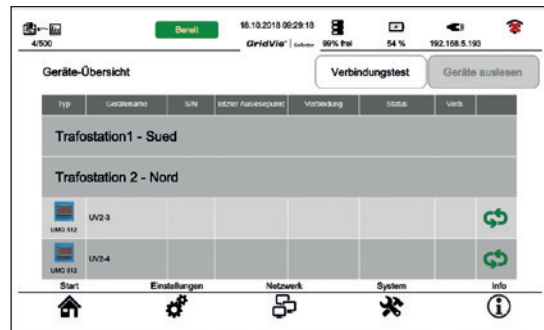 Bereit
18.10.2018 09:29:18
4/500
GridVis® Collector
99% frei
54 %
192.168.5.193
Geräte-Übersicht
Verbindungstest
Geräte auslesen
Typ Gerätename S/N letzter Auslesepunkt Verbindung Status Verb.
Trafostation1 - Sued
Trafostation 2 - Nord
UMG 512
UV2-3
UMG 512
UV2-4
Start Einstellungen Netzwerk System Info